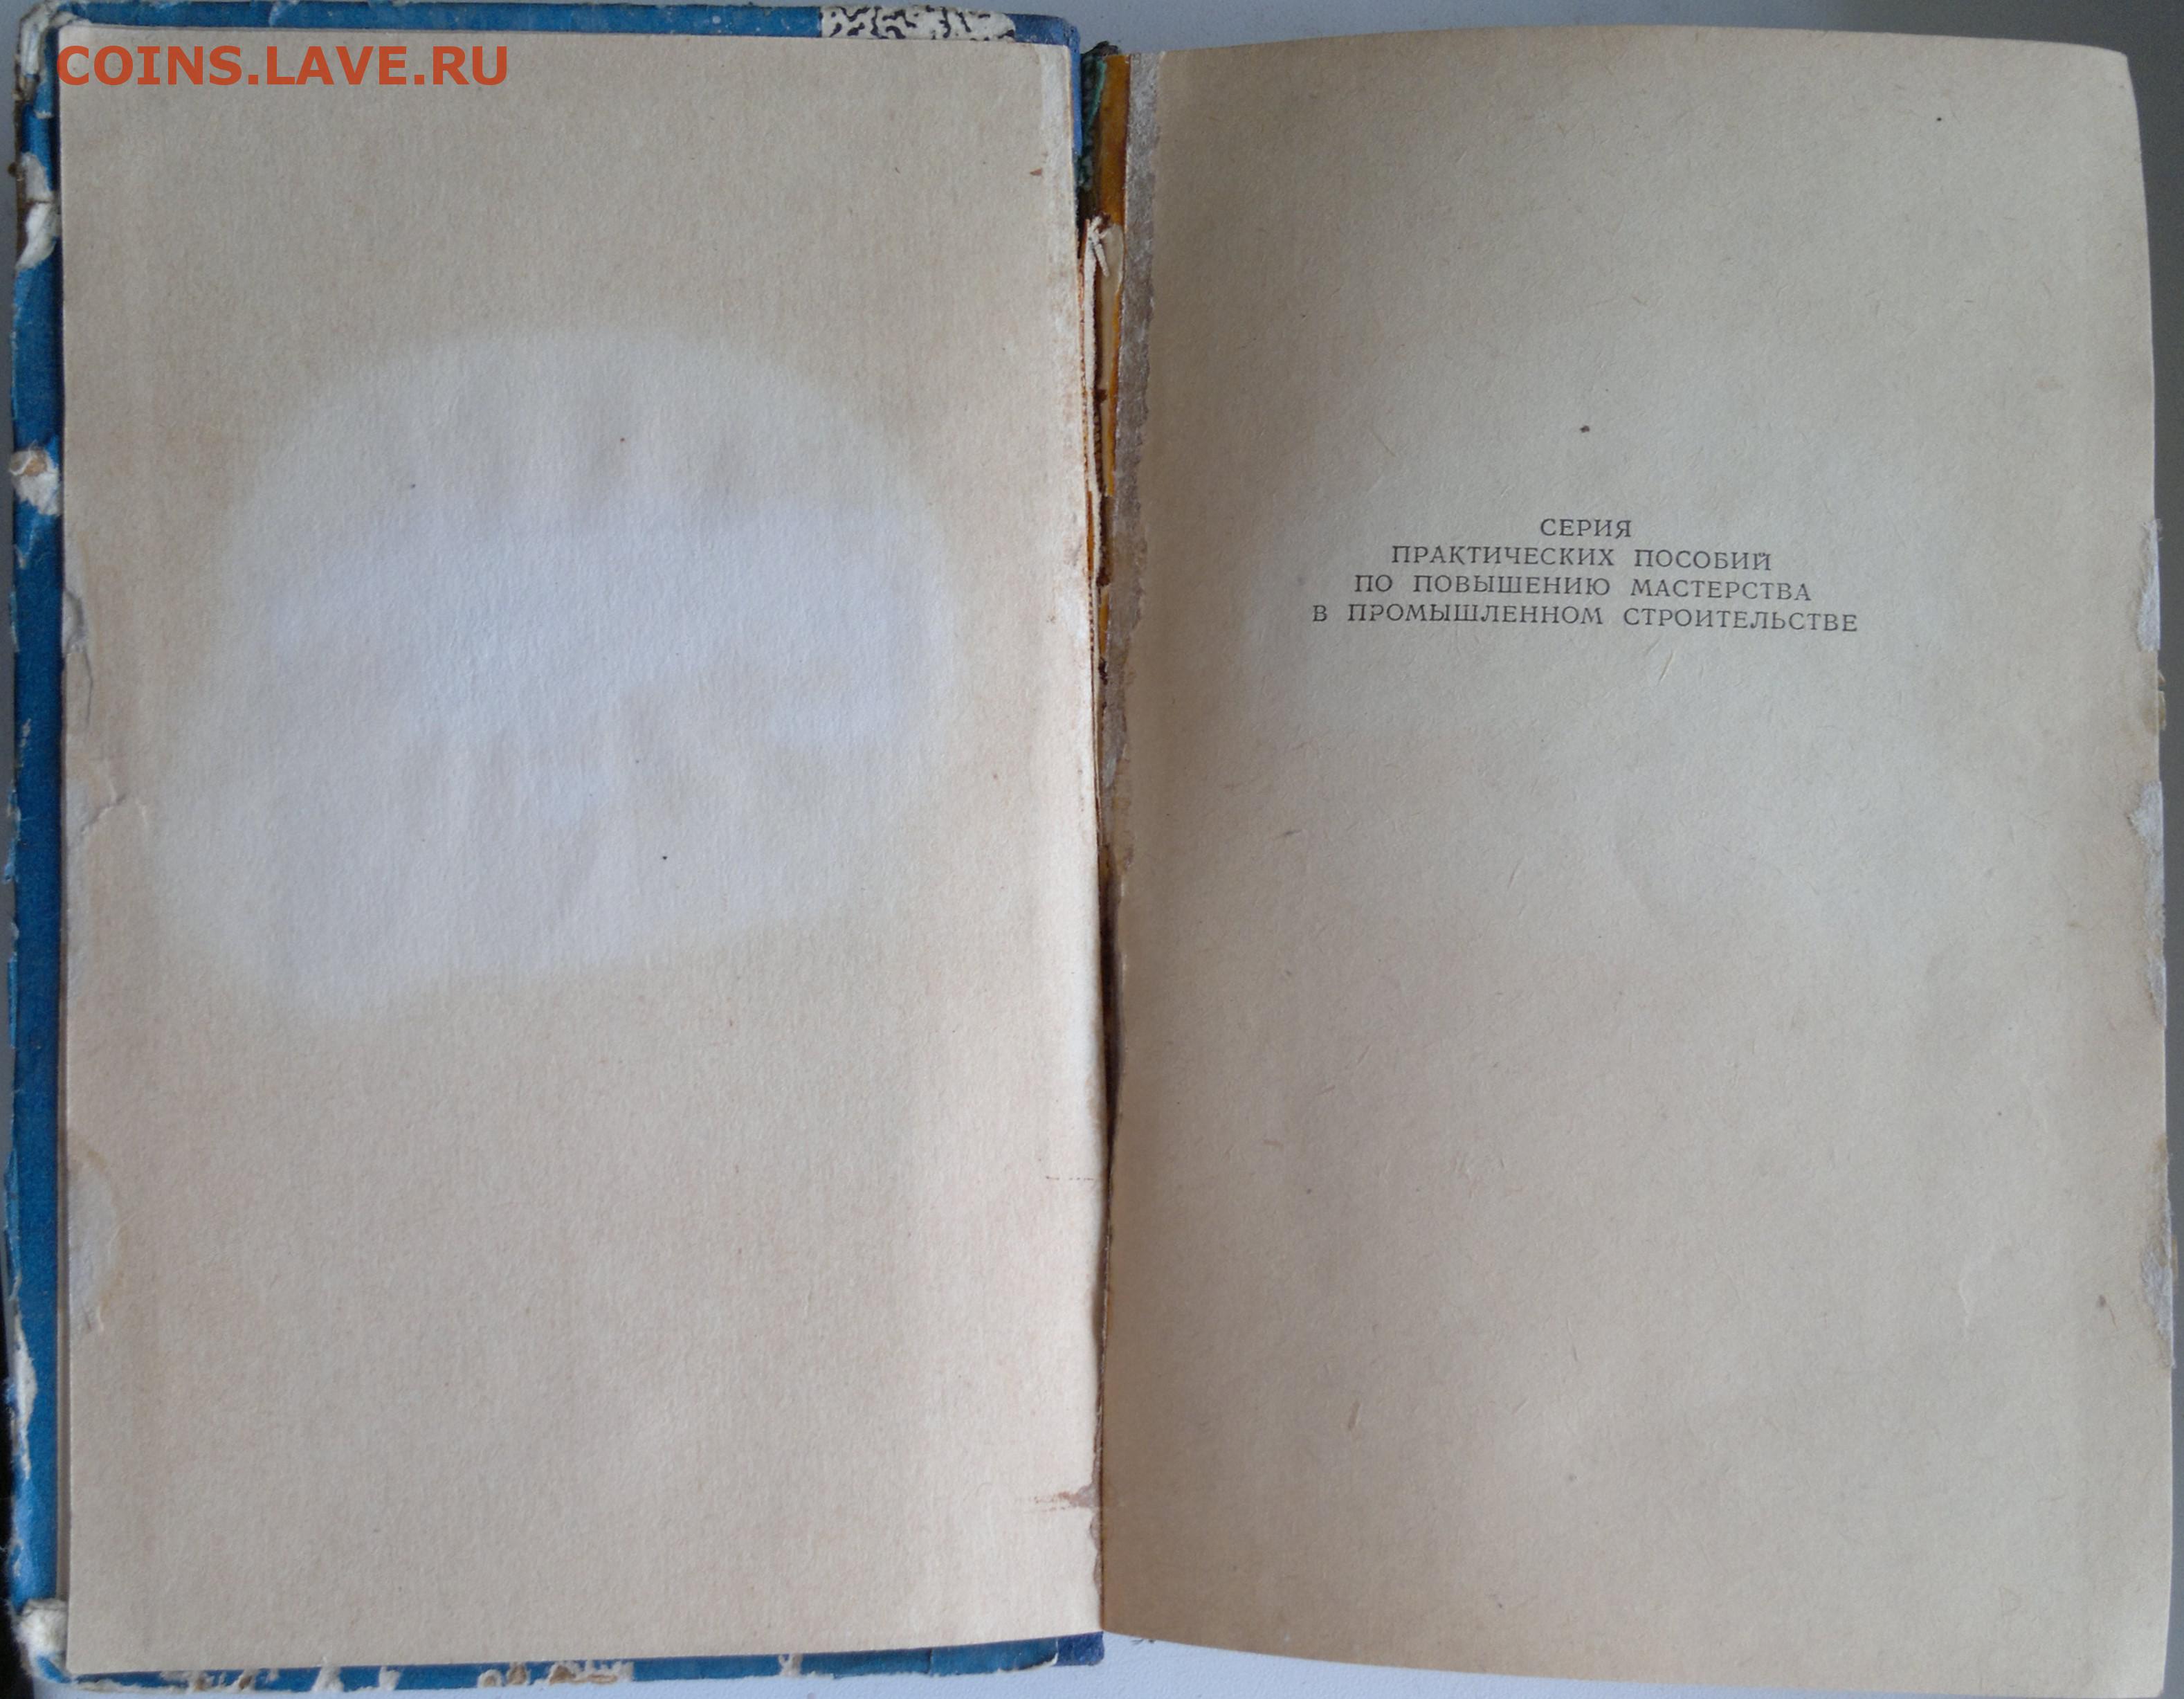 COINS.LAVE.RU
СЕРИЯ
ПРАКТИЧЕСКИХ ПОСОБИЙ
ПО ПОВЫШЕНИЮ МАСТЕРСТВА
В ПРОМЫШЛЕННОМ СТРОИТЕЛЬСТВЕ